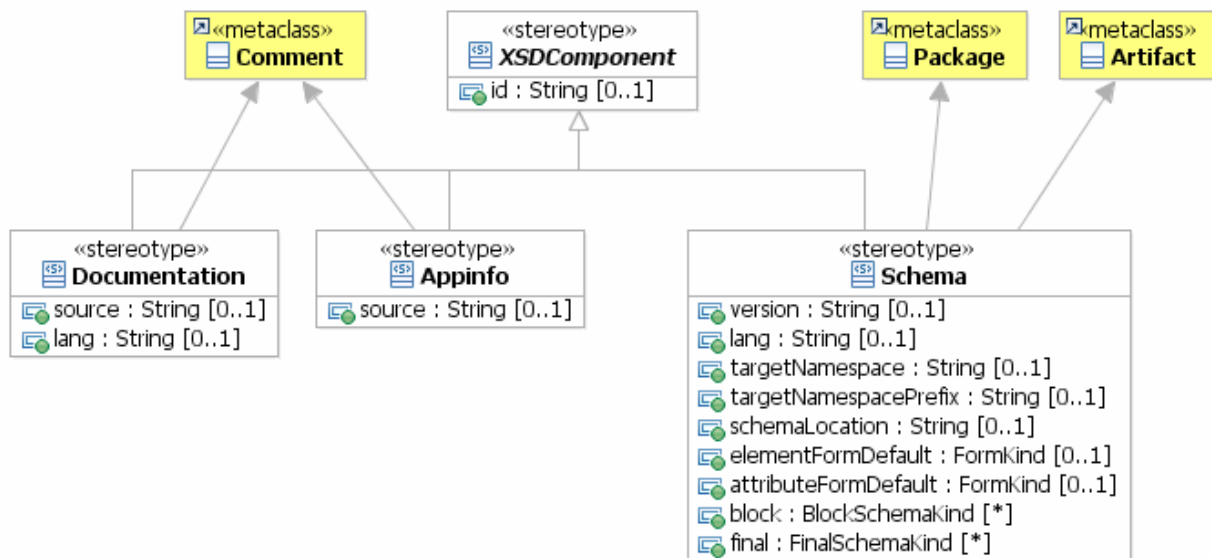 «metaclass»
Comment
«stereotype»
XSDComponent
id : String [0..1]
«metaclass»
Package
«metaclass»
Artifact
«stereotype»
Documentation
source : String [0..1]
lang : String [0..1]
«stereotype»
Appinfo
source : String [0..1]
«stereotype»
Schema
version : String [0..1]
lang : String [0..1]
targetNamespace : String [0..1]
targetNamespacePrefix : String [0..1]
schemaLocation : String [0..1]
elementFormDefault : FormKind [0..1]
attributeFormDefault : FormKind [0..1]
block : BlockSchemaKind [*]
final : FinalSchemaKind [*]